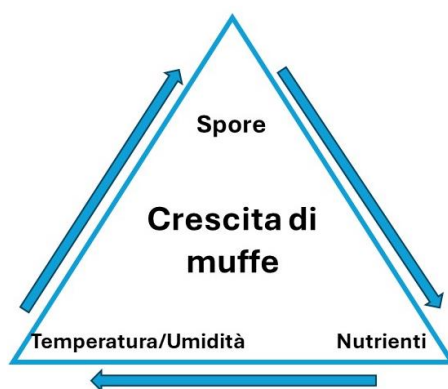 Spore
Crescita di
muffe
Temperatura/Umidità
Nutrienti